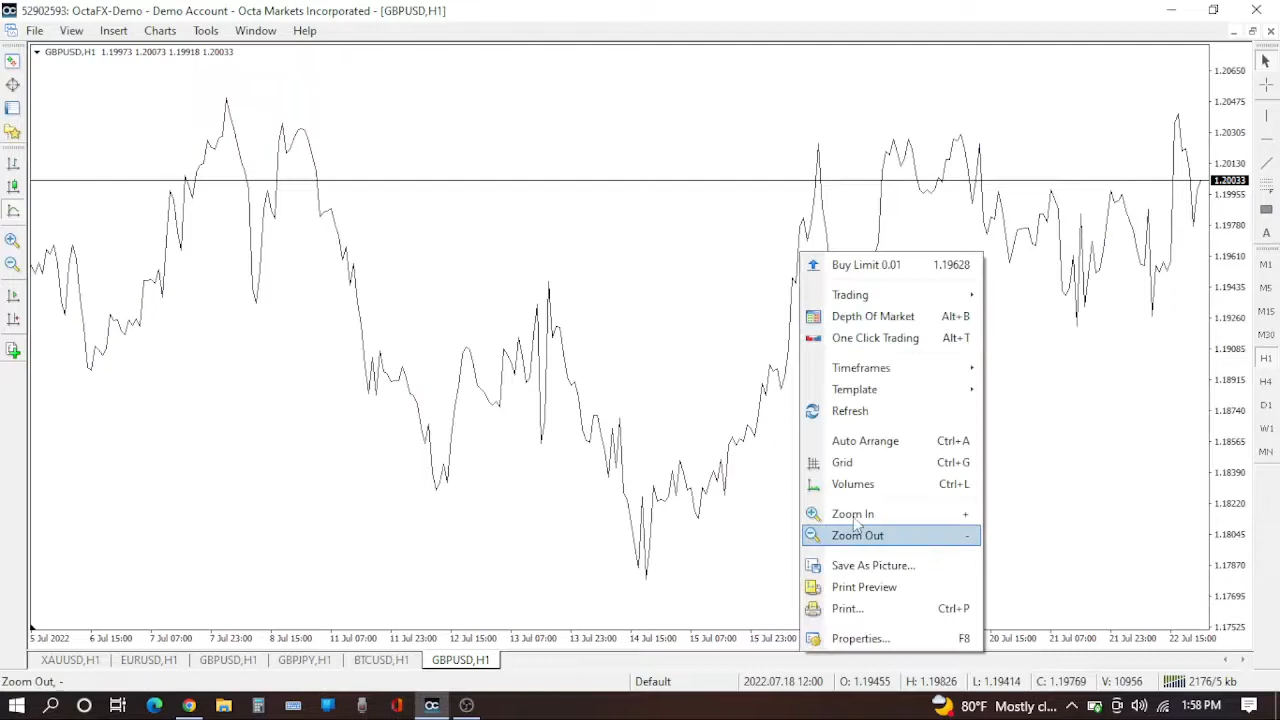 52902593: OctaFX-Demo - Demo Account - Octa Markets Incorporated - [GBPUSD,H1]
File View Insert Charts Tools Window Help
GBPUSD,H1 1.19973 1.20073 1.19918 1.20033
1.20650
1.20475
1.20305
1.20130
1.20033
1.19955
1.19780
1.19610
1.19435
1.19260
1.19085
1.18915
1.18740
1.18565
1.18390
1.18220
1.18045
1.17870
1.17695
1.17525
A
M1
M5
M15
M30
H1
H4
D1
W1
MN
Buy Limit 0.01 1.19628
Trading
Depth Of Market Alt+B
One Click Trading Alt+T
Timeframes
Template
Refresh
Auto Arrange Ctrl+A
Grid Ctrl+G
Volumes Ctrl+L
Zoom In +
Zoom Out -
Save As Picture...
Print Preview
Print... Ctrl+P
Properties... F8
5 Jul 2022 6 Jul 15:00 7 Jul 07:00 7 Jul 23:00 8 Jul 15:00 11 Jul 07:00 11 Jul 23:00 12 Jul 15:00 13 Jul 07:00 13 Jul 23:00 14 Jul 15:00 15 Jul 07:00 15 Jul 23:00 20 Jul 15:00 21 Jul 07:00 21 Jul 23:00 22 Jul 15:00
XAUUSD,H1 EURUSD,H1 GBPUSD,H1 GBPJPY,H1 BTCUSD,H1 GBPUSD,H1
Zoom Out, - Default 2022.07.18 12:00 O: 1.19455 H: 1.19826 L: 1.19414 C: 1.19769 V: 10956 2176/5 kb
80°F Mostly cl... 1:58 PM